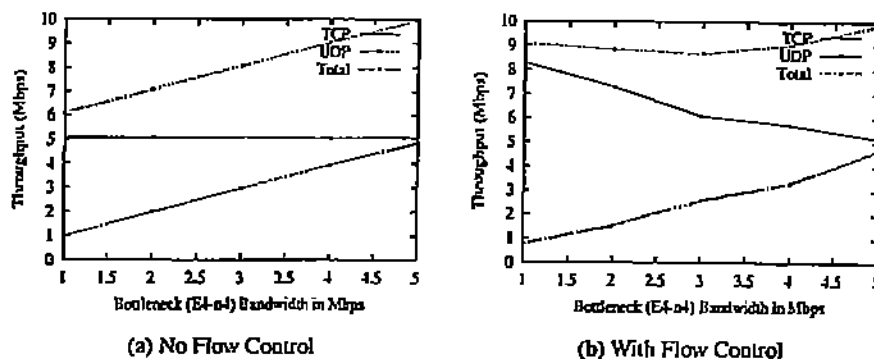 10
9
8
7
6
5
4
3
2
1
0
Throughput (Mbps)
TCP
UDP
Total
1 1.5 2 2.5 3 3.5 4 4.5 5
Bottleneck (E4-n4) Bandwidth in Mbps
(a) No Flow Control
10
9
8
7
6
5
4
3
2
1
0
Throughput (Mbps)
TCP
UDP
Total
1 1.5 2 2.5 3 3.5 4 4.5 5
Bottleneck (E4-n4) Bandwidth in Mbps
(b) With Flow Control